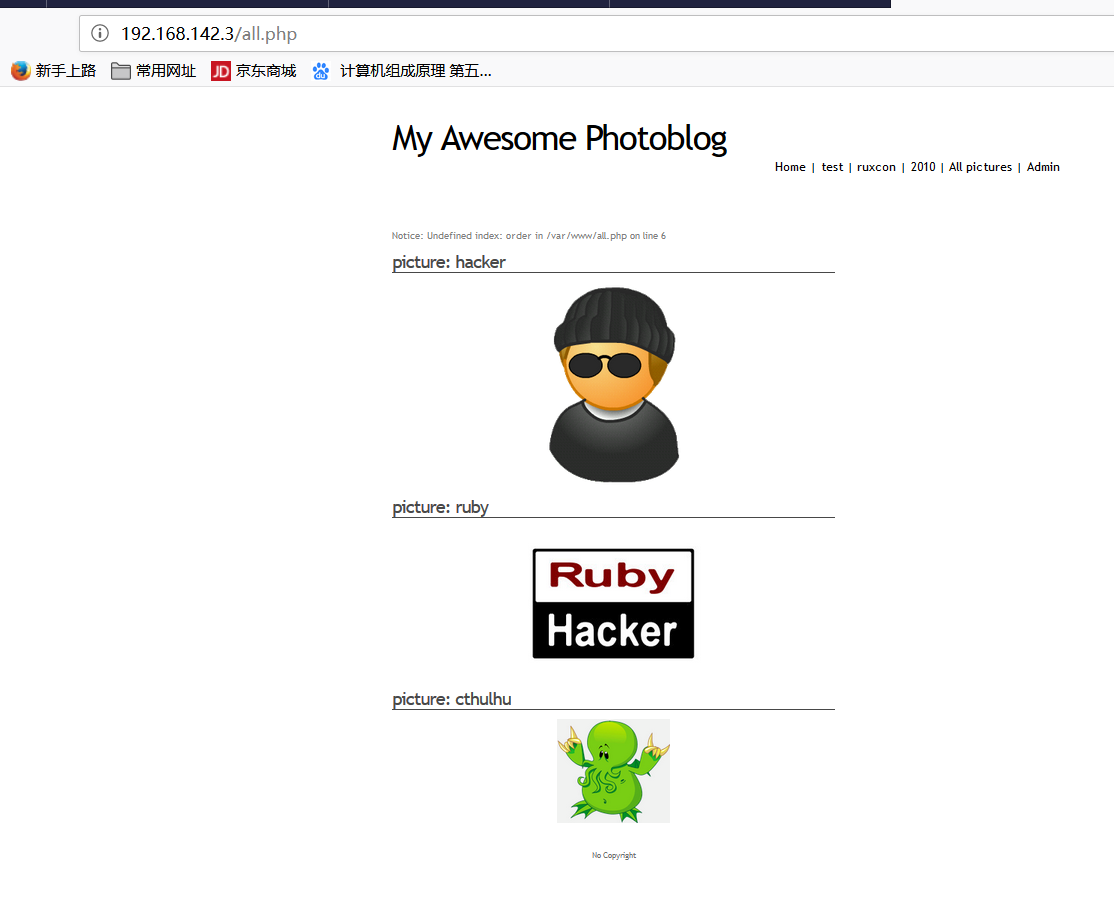 192.168.142.3/all.php
新手上路 常用网址 JD 京东商城 du 计算机组成原理 第五...
My Awesome Photoblog
Home | test | ruxcon | 2010 | All pictures | Admin
Notice: Undefined index: order in /var/www/all.php on line 6
picture: hacker
picture: ruby
Ruby
Hacker
picture: cthulhu
No Copyright